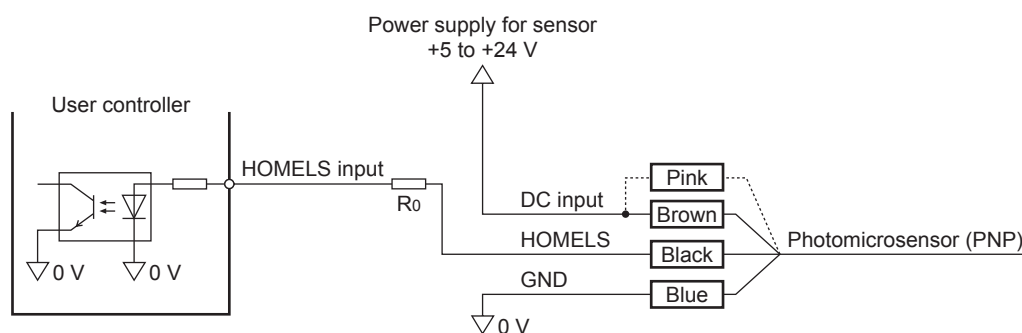 Power supply for sensor
+5 to +24 V
User controller
HOMELS input
R0
0 V
0 V
DC input
Pink
Brown
HOMELS
Black
Photomicrosensor (PNP)
GND
Blue
0 V